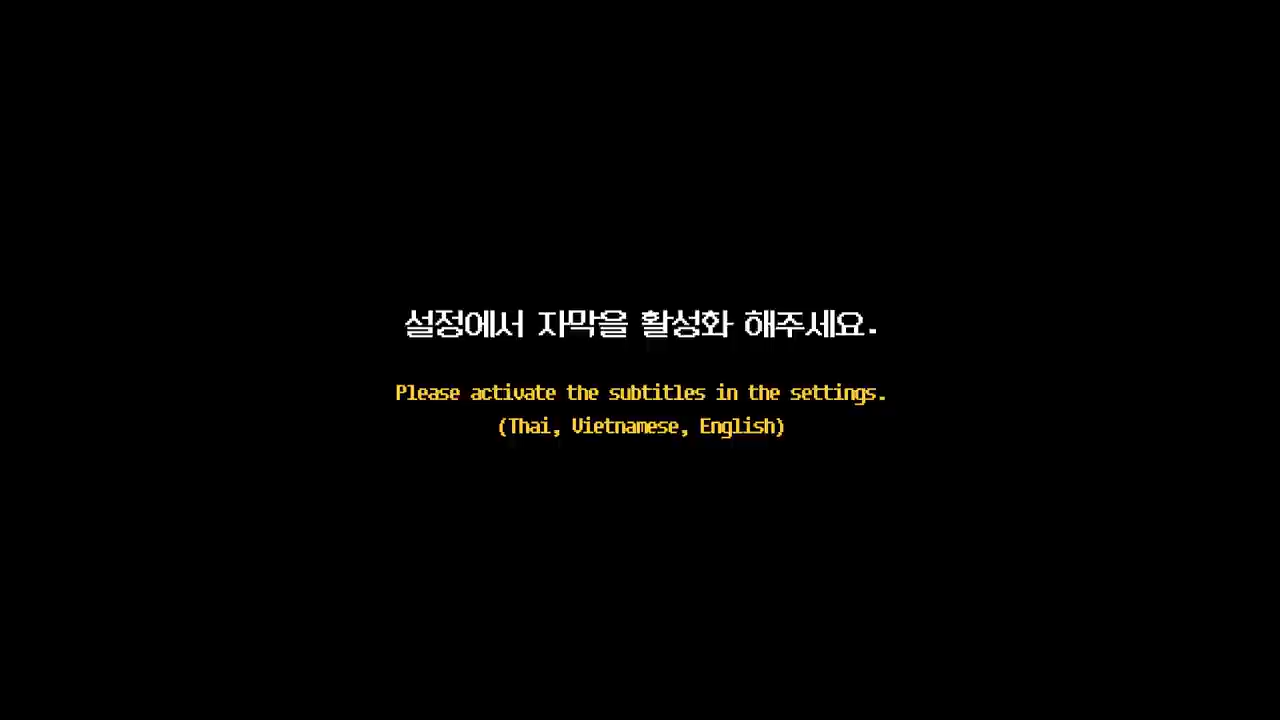 설정에서 자막을 활성화 해주세요.
Please activate the subtitles in the settings.
(Thai, Vietnamese, English)